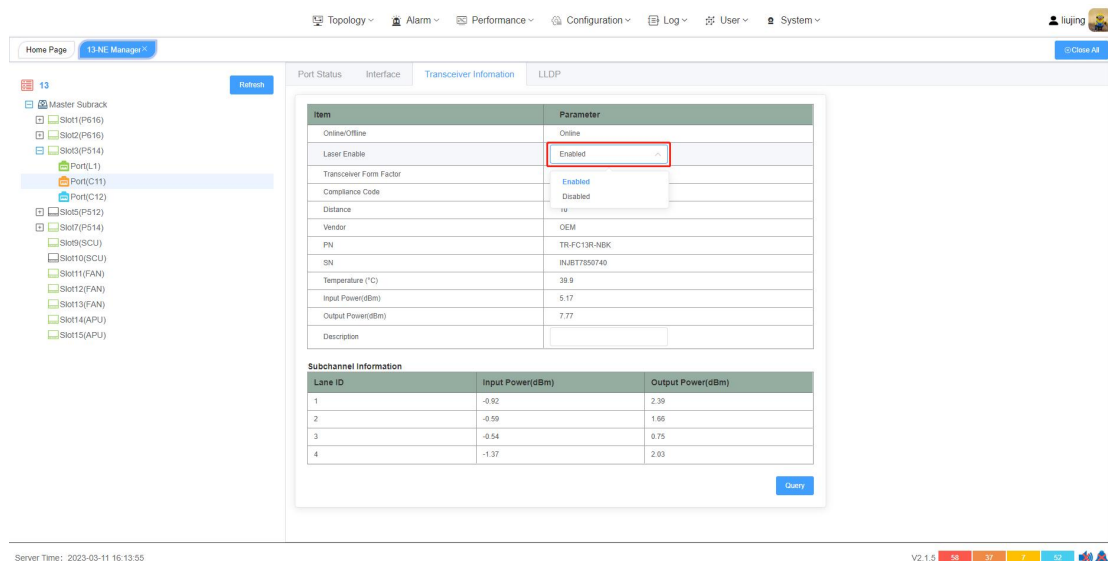 Topology Alarm Performance Configuration Log User System liujing
Home Page 13-NE Manager × Close All
13 Refresh
Master Subrack
Slot1(P616)
Slot2(P616)
Slot3(P514)
Port(L1)
Port(C11)
Port(C12)
Slot5(P512)
Slot7(P514)
Slot9(SCU)
Slot10(SCU)
Slot11(FAN)
Slot12(FAN)
Slot13(FAN)
Slot14(APU)
Slot15(APU)
Port Status Interface Transceiver Infomation LLDP
Item Parameter
Online/Offline Online
Laser Enable Enabled
Enabled
Disabled
Transceiver Form Factor
Compliance Code
Distance 10
Vendor OEM
PN TR-FC13R-NBK
SN INJBT7850740
Temperature (°C) 39.9
Input Power(dBm) 5.17
Output Power(dBm) 7.77
Description
Subchannel Information
Lane ID Input Power(dBm) Output Power(dBm)
1 -0.92 2.39
2 -0.59 1.66
3 -0.54 0.75
4 -1.37 2.03
Query
Server Time: 2023-03-11 16:13:55 V2.1.5 58 37 7 52